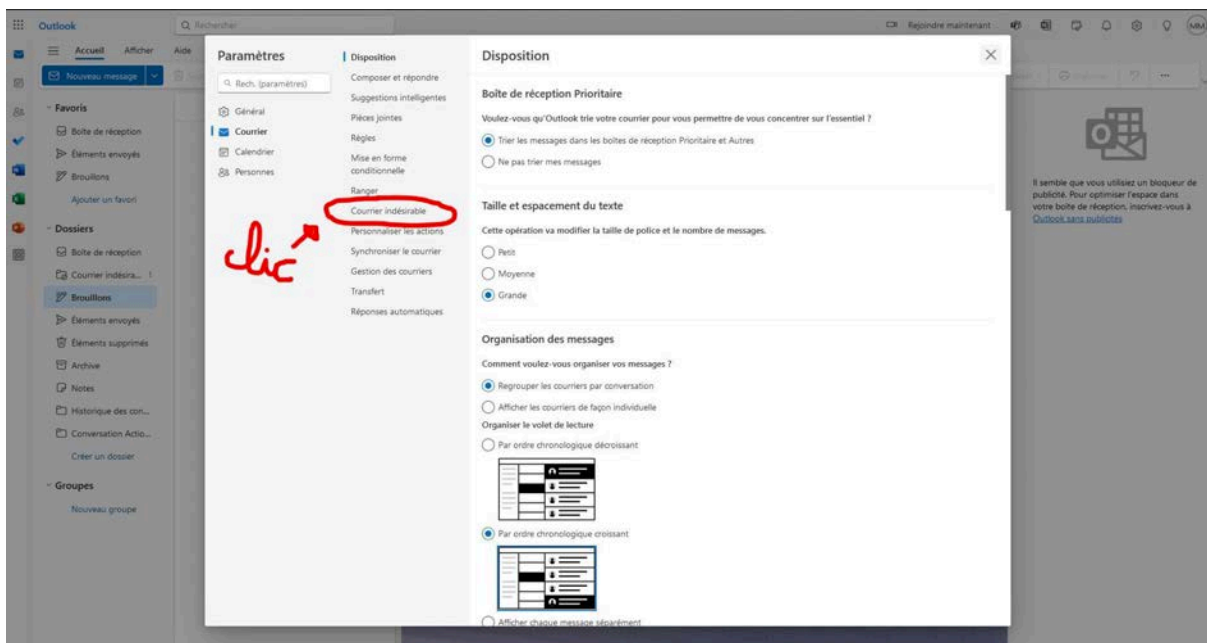 Outlook
Rechercher
Rejoindre maintenant
MM
Accueil Afficher Aide
Nouveau message
Favoris
Boîte de réception
Éléments envoyés
Brouillons
Ajouter un favori
Dossiers
Boîte de réception
Courrier indésira... 1
Brouillons
Éléments envoyés
Éléments supprimés
Archive
Notes
Historique des con...
Conversation Actio...
Créer un dossier
Groupes
Nouveau groupe
Paramètres
Rech. (paramètres)
Général
Courrier
Calendrier
Personnes
Disposition
Composer et répondre
Suggestions intelligentes
Pièces jointes
Règles
Mise en forme
conditionnelle
Ranger
Courrier indésirable
Personnaliser les actions
Synchroniser le courrier
Gestion des courriers
Transfert
Réponses automatiques
clic
Disposition
Boîte de réception Prioritaire
Voulez-vous qu'Outlook trie votre courrier pour vous permettre de vous concentrer sur l'essentiel ?
Trier les messages dans les boîtes de réception Prioritaire et Autres
Ne pas trier mes messages
Taille et espacement du texte
Cette opération va modifier la taille de police et le nombre de messages.
Petit
Moyenne
Grande
Organisation des messages
Comment voulez-vous organiser vos messages ?
Regrouper les courriers par conversation
Afficher les courriers de façon individuelle
Organiser le volet de lecture
Par ordre chronologique décroissant
Par ordre chronologique croissant
Afficher chaque message séparément
Il semble que vous utilisiez un bloqueur de
publicité. Pour optimiser l'espace dans
votre boîte de réception, inscrivez-vous à
Outlook sans publicités